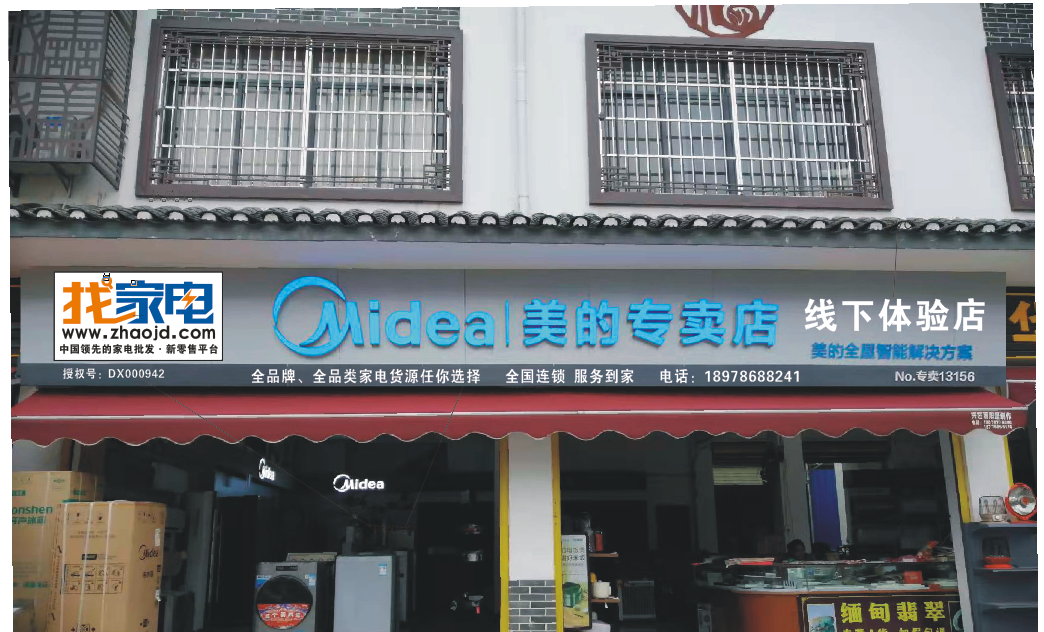 找家电
www.zhaojd.com
中国领先的家电批发·新零售平台
Midea 美的专卖店
线下体验店
美的全屋智能解决方案
授权号：DX000942
全品牌、全品类家电货源任你选择 全国连锁 服务到家 电话：18978688241
No.专卖13156
Midea
Midea
Midea
缅甸翡翠